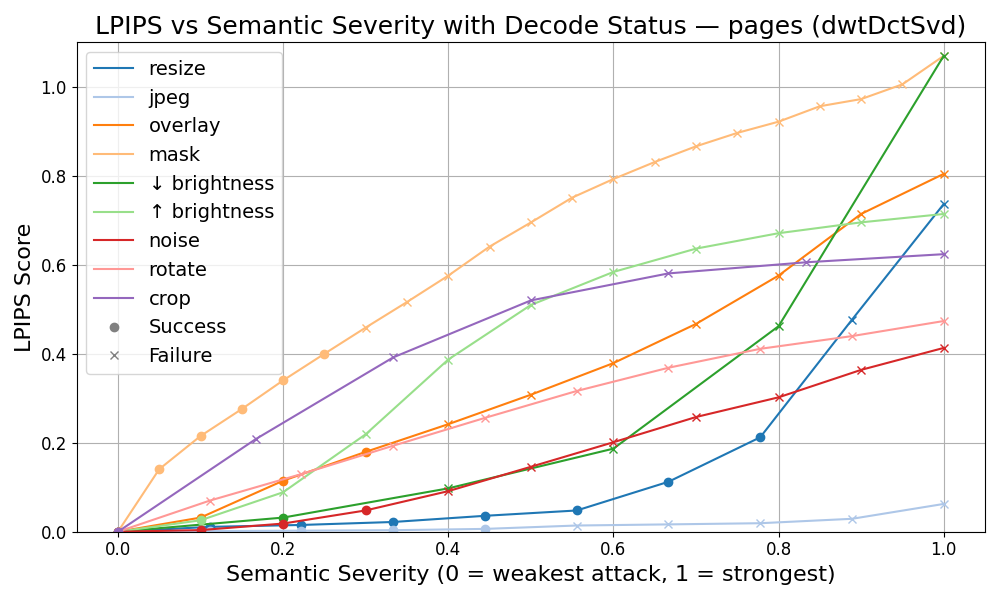 LPIPS vs Semantic Severity with Decode Status — pages (dwtDctSvd)
LPIPS Score
1.0
0.8
0.6
0.4
0.2
0.0
resize
jpeg
overlay
mask
↓ brightness
↑ brightness
noise
rotate
crop
Success
Failure
0.0 0.2 0.4 0.6 0.8 1.0
Semantic Severity (0 = weakest attack, 1 = strongest)